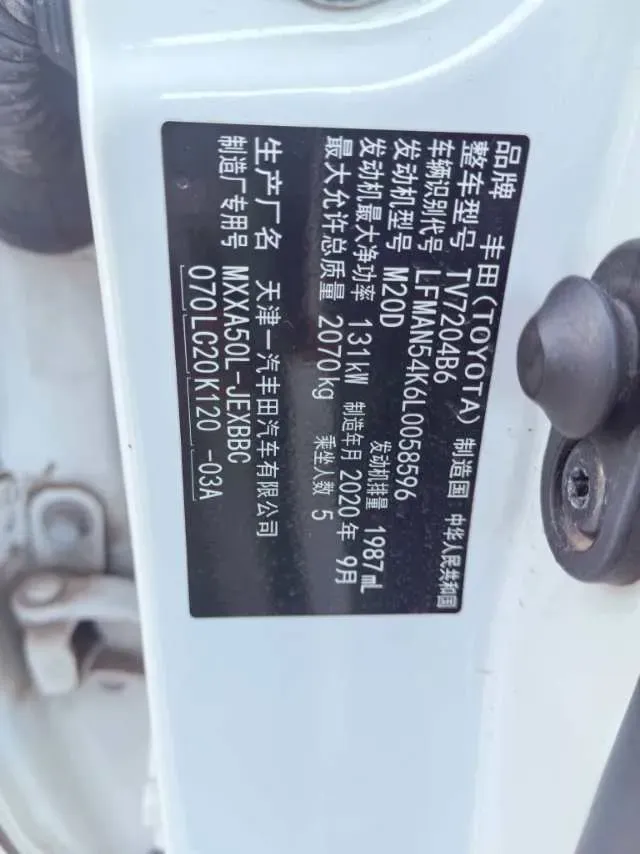 品牌 丰田(TOYOTA) 制造国:中华人民共和国
整车型号 TV7204B6
车辆识别代号 LFMAN54K6L0058596
发动机型号 M20D 发动机排量 1987mL
发动机最大净功率 131kW 制造年月 2020年 9月
最大允许总质量 2070kg 乘坐人数 5
生产厂名 天津一汽丰田汽车有限公司
制造厂专用号 MXXA50L-JEXBBC
070LC20K120 -03A